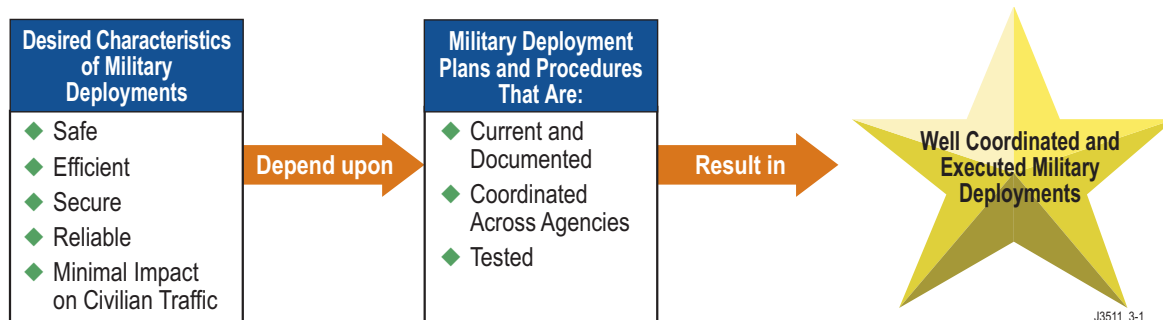 Desired Characteristics
of Military
Deployments
Safe
Efficient
Secure
Reliable
Minimal Impact
on Civilian Traffic
Depend upon
Military Deployment
Plans and Procedures
That Are:
Current and
Documented
Coordinated
Across Agencies
Tested
Result in
Well Coordinated and
Executed Military
Deployments
J3511_3-1